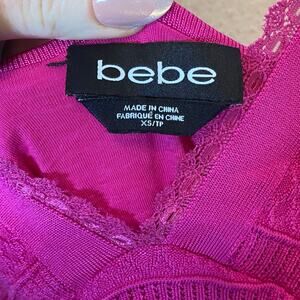 bebe
MADE IN CHINA
FABRIQUÉ EN CHINE
XS/TP